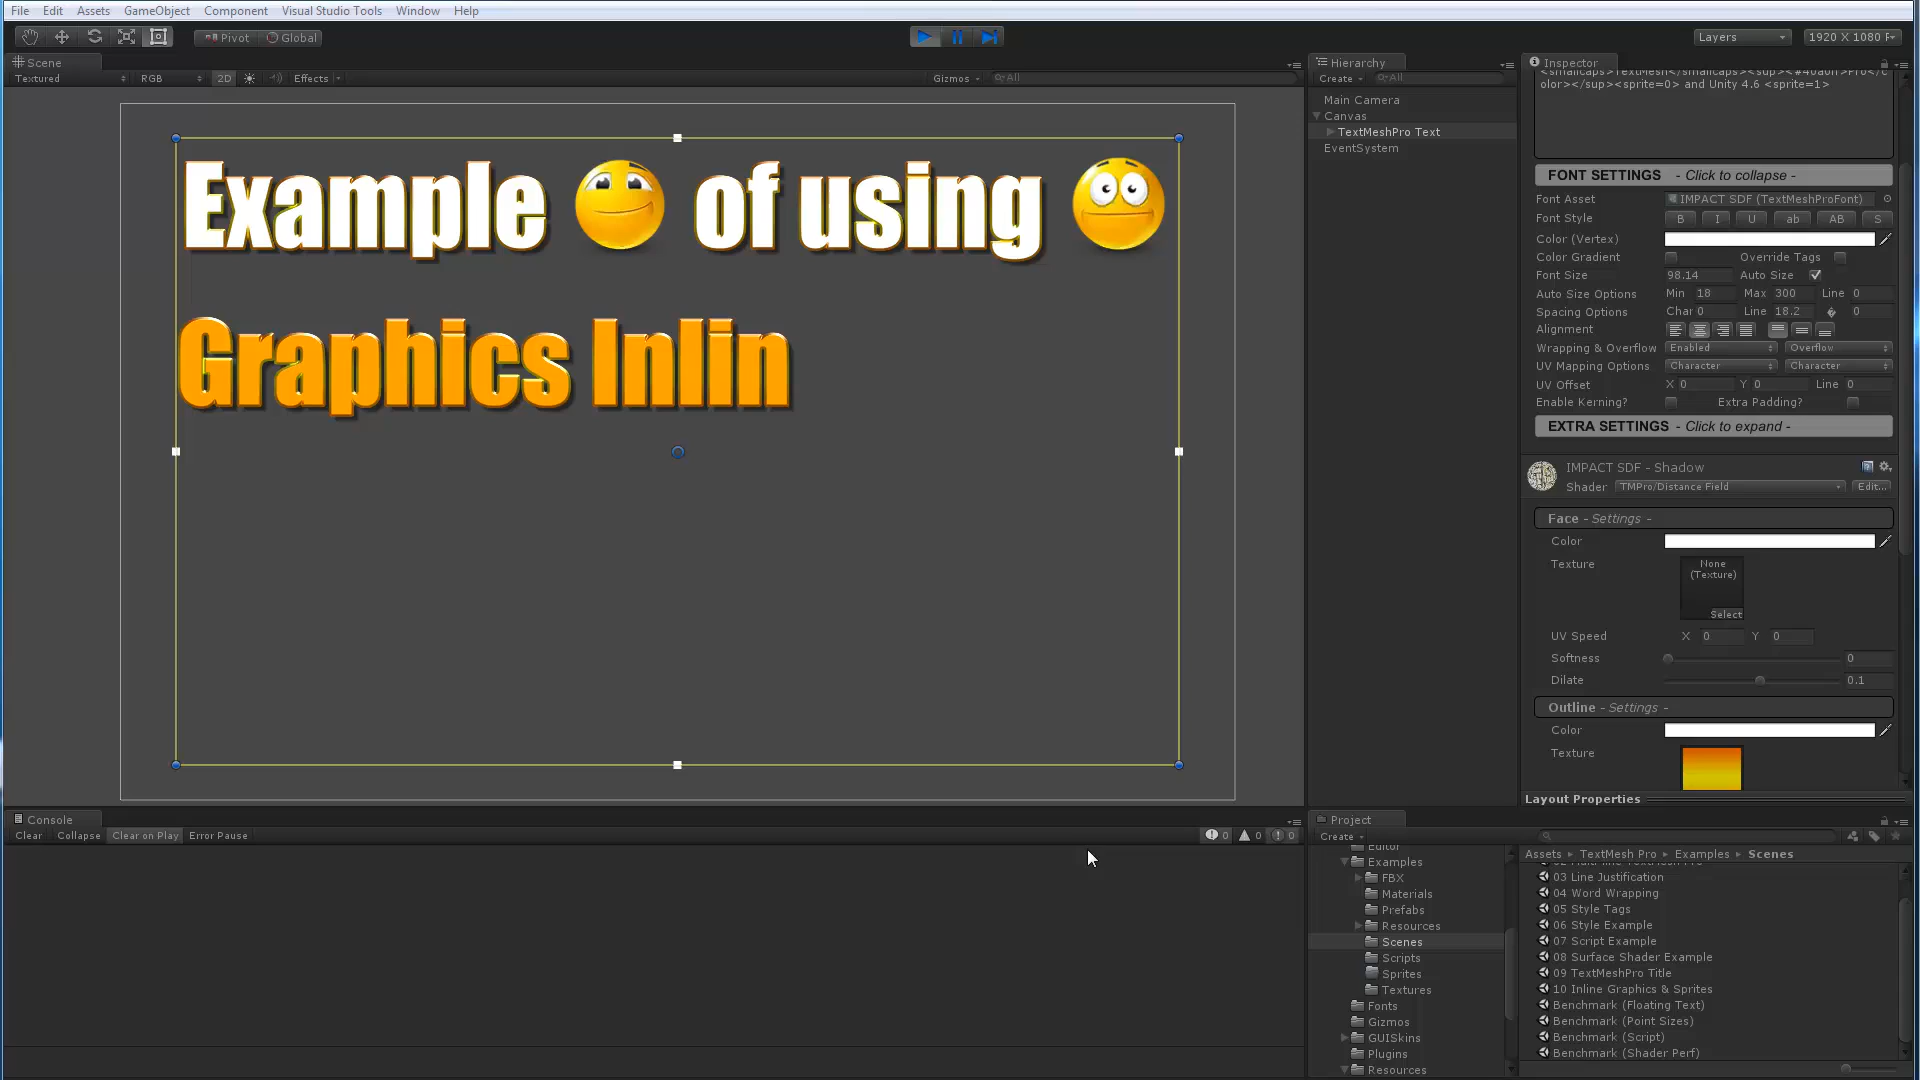 File Edit Assets GameObject Component Visual Studio Tools Window Help
Pivot Global Layers 1920 X 1080
Scene
Textured RGB 2D Effects Gizmos All
Example of using
Graphics Inlin
Console
Clear Collapse Clear on Play Error Pause 0 0 0
Hierarchy
Create All
Main Camera
Canvas
TextMeshPro Text
EventSystem
Inspector
olor></sup><sprite=0> and Unity 4.6 <sprite=1>
FONT SETTINGS - Click to collapse -
Font Asset IMPACT SDF (TextMeshProFont)
Font Style B I U ab AB S
Color (Vertex)
Color Gradient Override Tags
Font Size 98.14 Auto Size
Auto Size Options Min 18 Max 300 Line 0
Spacing Options Char 0 Line 18.2 0
Alignment
Wrapping & Overflow Enabled Overflow
UV Mapping Options Character Character
UV Offset X 0 Y 0 Line 0
Enable Kerning? Extra Padding?
EXTRA SETTINGS - Click to expand -
IMPACT SDF - Shadow
Shader TMPro/Distance Field Edit...
Face - Settings -
Color
Texture None
(Texture)
Select
UV Speed X 0 Y 0
Softness 0
Dilate 0.1
Outline - Settings -
Color
Texture
Layout Properties
Project
Create
Editor
Examples
FBX
Materials
Prefabs
Resources
Scenes
Scripts
Sprites
Textures
Fonts
Gizmos
GUISkins
Plugins
Resources
Assets TextMesh Pro Examples Scenes
03 Line Justification
04 Word Wrapping
05 Style Tags
06 Style Example
07 Script Example
08 Surface Shader Example
09 TextMeshPro Title
10 Inline Graphics & Sprites
Benchmark (Floating Text)
Benchmark (Point Sizes)
Benchmark (Script)
Benchmark (Shader Perf)